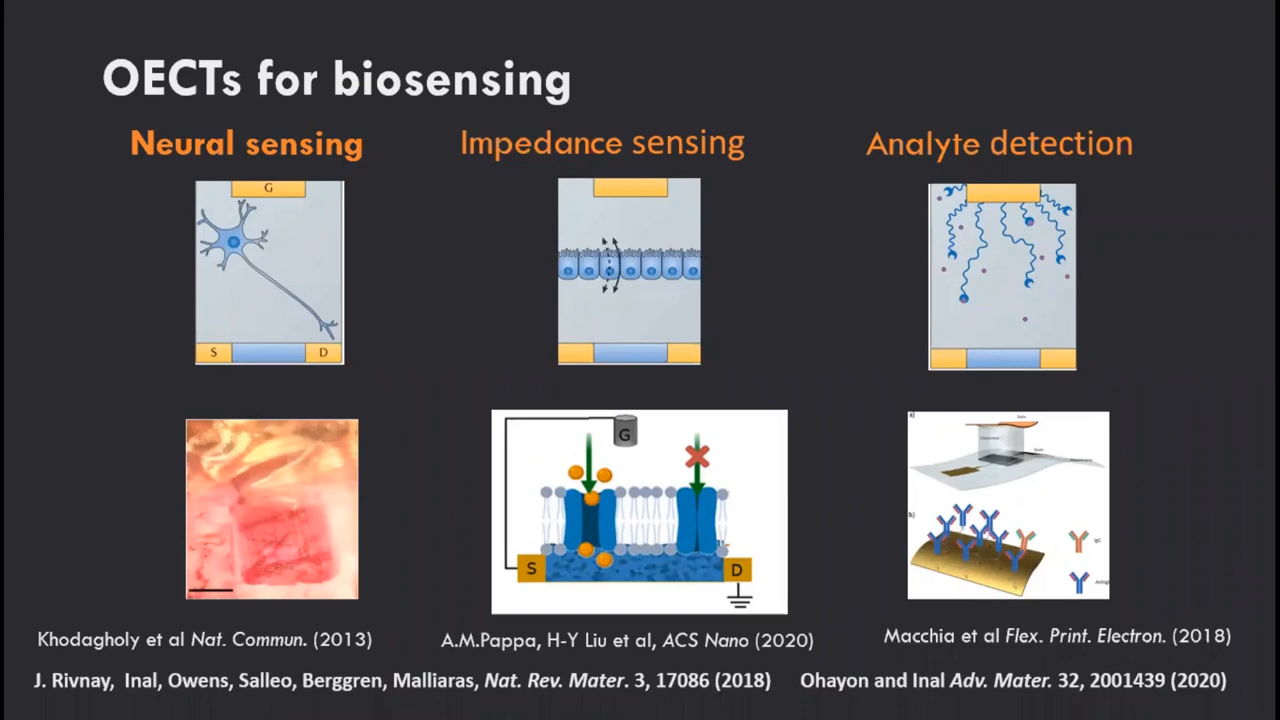 OECTs for biosensing
Neural sensing
Impedance sensing
Analyte detection
G
S
D
G
S
D
a)
b)
IgG
Khodagholy et al Nat. Commun. (2013)
A.M.Pappa, H-Y Liu et al, ACS Nano (2020)
Macchia et al Flex. Print. Electron. (2018)
J. Rivnay, Inal, Owens, Salleo, Berggren, Malliaras, Nat. Rev. Mater. 3, 17086 (2018)
Ohayon and Inal Adv. Mater. 32, 2001439 (2020)